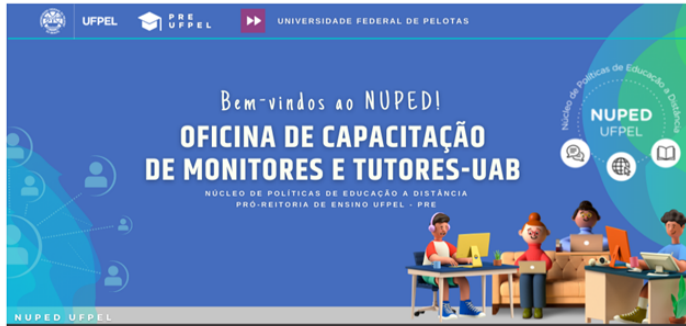 UFPEL
PRE
UFPEL
UNIVERSIDADE FEDERAL DE PELOTAS
Bem-vindos ao NUPED!
OFICINA DE CAPACITAÇÃO
DE MONITORES E TUTORES-UAB
NÚCLEO DE POLÍTICAS DE EDUCAÇÃO A DISTÂNCIA
PRÓ-REITORIA DE ENSINO UFPEL - PRE
Núcleo de Políticas de Educação a Distância
NUPED
UFPEL
NUPED UFPEL